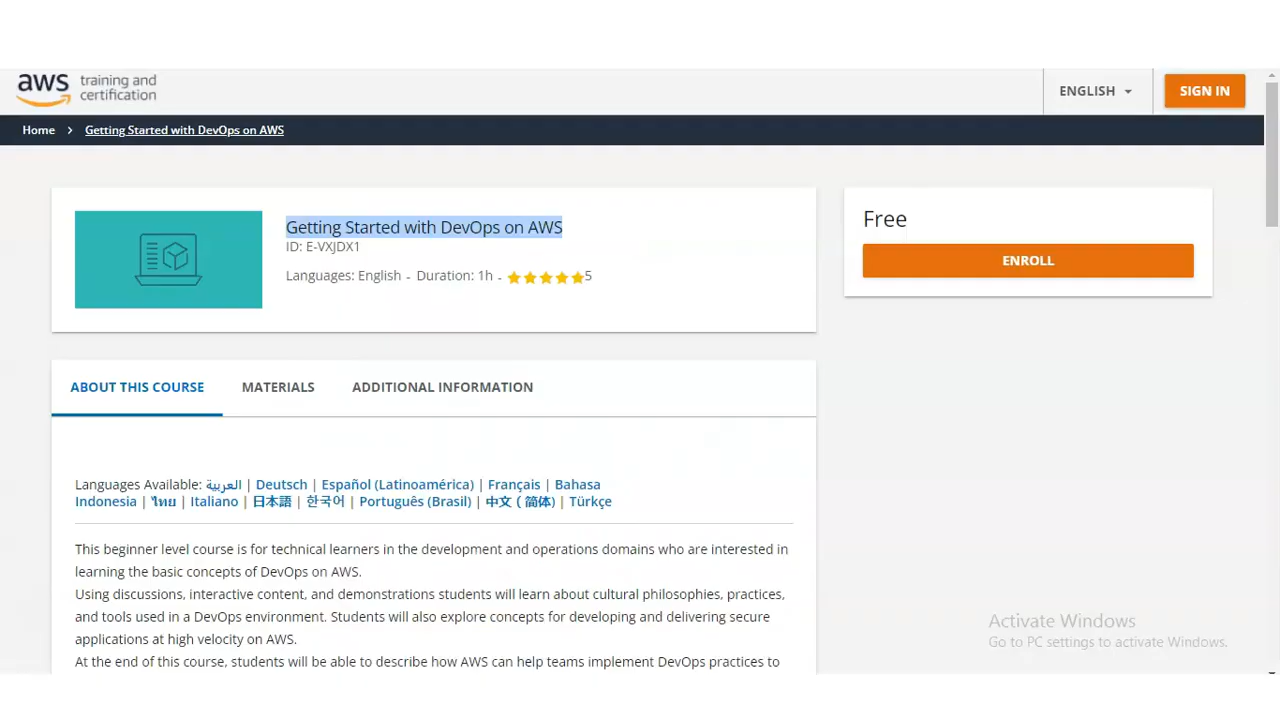 aws training and certification
ENGLISH
SIGN IN
Home > Getting Started with DevOps on AWS
Getting Started with DevOps on AWS
ID: E-VXJDX1
Languages: English - Duration: 1h - 5
Free
ENROLL
ABOUT THIS COURSE MATERIALS ADDITIONAL INFORMATION
Languages Available: العربية | Deutsch | Español (Latinoamérica) | Français | Bahasa
Indonesia | ไทย | Italiano | 日本語 | 한국어 | Português (Brasil) | 中文 ( 简体) | Türkçe
This beginner level course is for technical learners in the development and operations domains who are interested in
learning the basic concepts of DevOps on AWS.
Using discussions, interactive content, and demonstrations students will learn about cultural philosophies, practices,
and tools used in a DevOps environment. Students will also explore concepts for developing and delivering secure
applications at high velocity on AWS.
At the end of this course, students will be able to describe how AWS can help teams implement DevOps practices to
Activate Windows
Go to PC settings to activate Windows.